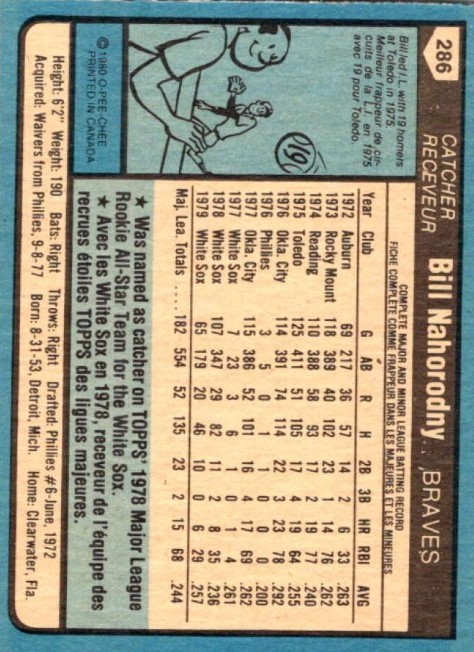 286
CATCHER
RECEVEUR
Bill Nahorodny ., BRAVES
COMPLETE MAJOR AND MINOR LEAGUE BATTING RECORD
FICHE COMPLETE COMME FRAPPEUR DANS LES MAJEURES ET LES MINEURES
Year Club G AB R H 2B 3B HR RBI AVG
1972 Auburn 69 217 36 57 14 2 6 33 .263
1973 Rocky Mount 118 389 40 102 23 1 14 76 .262
1974 Reading 110 388 58 93 17 2 19 77 .240
1975 Toledo 125 411 51 105 17 4 19 64 .255
1976 Okla. City 114 391 74 114 22 3 23 78 .292
1976 Phillies 3 5 0 1 1 0 0 0 .200
1977 Okla. City 115 386 52 101 16 4 17 69 .262
1977 White Sox 7 23 3 6 1 0 1 4 .261
1978 White Sox 107 347 29 82 11 2 8 35 .236
1979 White Sox 65 179 20 46 10 0 6 29 .257
Maj. Lea. Totals .... 182 554 52 135 23 2 15 68 .244
Bill led I.L. with 19 homers
at Toledo in 1975.
Meilleur frappeur de cir-
cuits de la L.I. en 1975
avec 19 pour Toledo.
19
© 1980 O-PEE-CHEE
PRINTED IN CANADA
★ Was named as catcher on TOPPS' 1978 Major League
Rookie All-Star Team for the White Sox.
★ Avec les White Sox en 1978, receveur de l'équipe des
recrues étoiles TOPPS des ligues majeures.
Height: 6'2" Weight: 190 Bats: Right Throws: Right Drafted: Phillies #6-June, 1972
Acquired: Waivers from Phillies, 9-8-77 Born: 8-31-53, Detroit, Mich. Home: Clearwater, Fla.